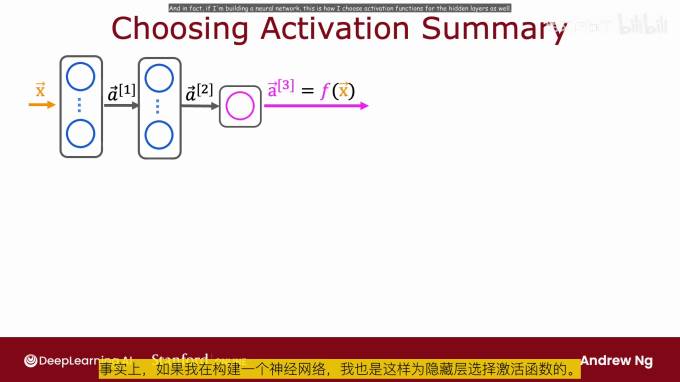 And in fact, if I'm building a neural network, this is how I choose activation functions for the hidden layers as well.
Choosing Activation Summary
bilibili
x⃗ a⃗[1] a⃗[2] a⃗[3] = f(x⃗)
DeepLearning.AI Stanford Andrew Ng
事实上，如果我在构建一个神经网络，我也是这样为隐藏层选择激活函数的。